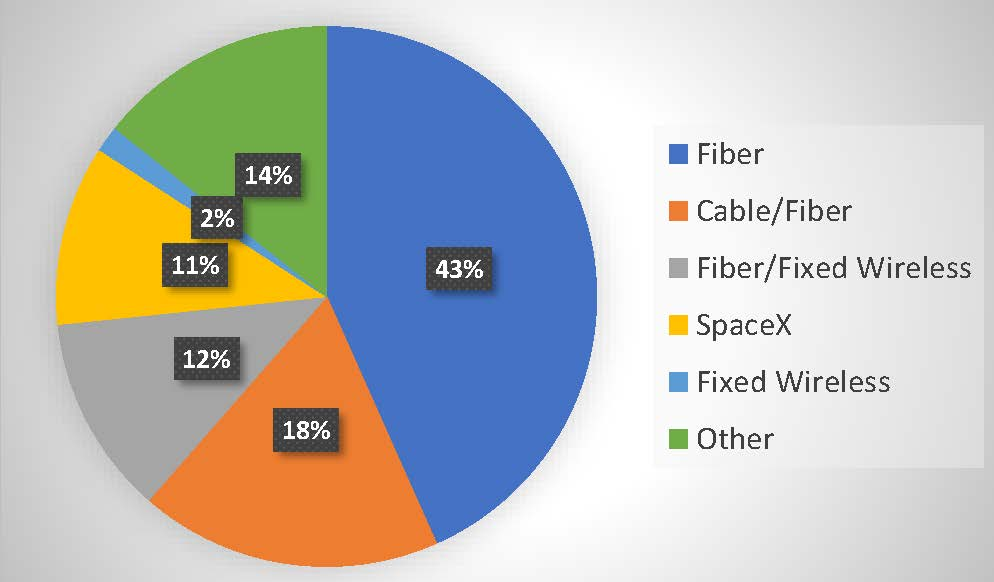 14%
2%
11%
43%
12%
18%
Fiber
Cable/Fiber
Fiber/Fixed Wireless
SpaceX
Fixed Wireless
Other